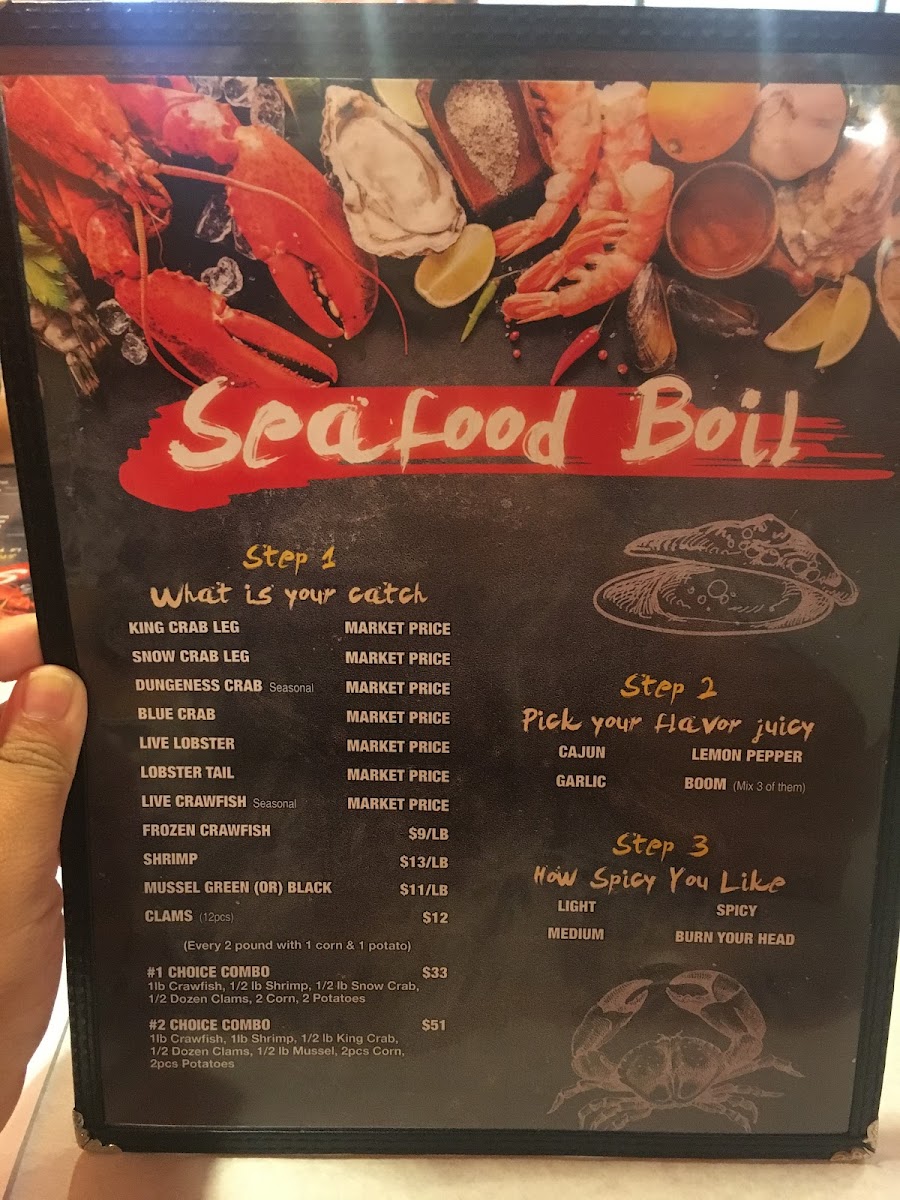 Seafood Boil
Step 1
What is your catch
KING CRAB LEG MARKET PRICE
SNOW CRAB LEG MARKET PRICE
DUNGENESS CRAB Seasonal MARKET PRICE
BLUE CRAB MARKET PRICE
LIVE LOBSTER MARKET PRICE
LOBSTER TAIL MARKET PRICE
LIVE CRAWFISH Seasonal MARKET PRICE
FROZEN CRAWFISH $9/LB
SHRIMP $13/LB
MUSSEL GREEN (OR) BLACK $11/LB
CLAMS (12pcs) $12
(Every 2 pound with 1 corn & 1 potato)
#1 CHOICE COMBO $33
1lb Crawfish, 1/2 lb Shrimp, 1/2 lb Snow Crab,
1/2 Dozen Clams, 2 Corn, 2 Potatoes
#2 CHOICE COMBO $51
1lb Crawfish, 1lb Shrimp, 1/2 lb King Crab,
1/2 Dozen Clams, 1/2 lb Mussel, 2pcs Corn,
2pcs Potatoes
Step 2
Pick your flavor juicy
CAJUN LEMON PEPPER
GARLIC BOOM (Mix 3 of them)
Step 3
How Spicy You Like
LIGHT SPICY
MEDIUM BURN YOUR HEAD